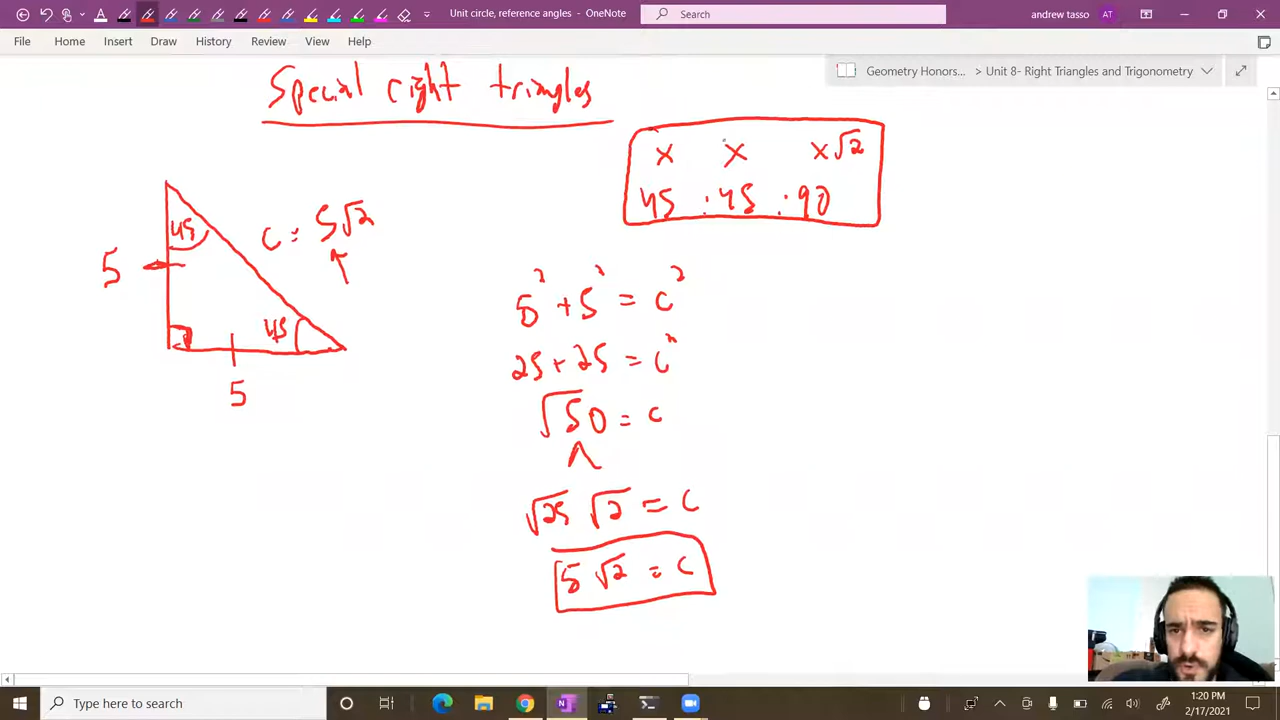 Unit circle, reference angles - OneNote
Search
andrew tasso
AT
File Home Insert Draw History Review View Help
Geometry Honors... > Unit 8- Right Triangles and Trigonometry
Special right triangles
x x x√2
45 : 45 : 90
45
c = 5√2
5
45
5
5² + 5² = c²
25 + 25 = c²
√50 = c
√25 √2 = c
5 √2 = c
Type here to search
1:20 PM
2/17/2021